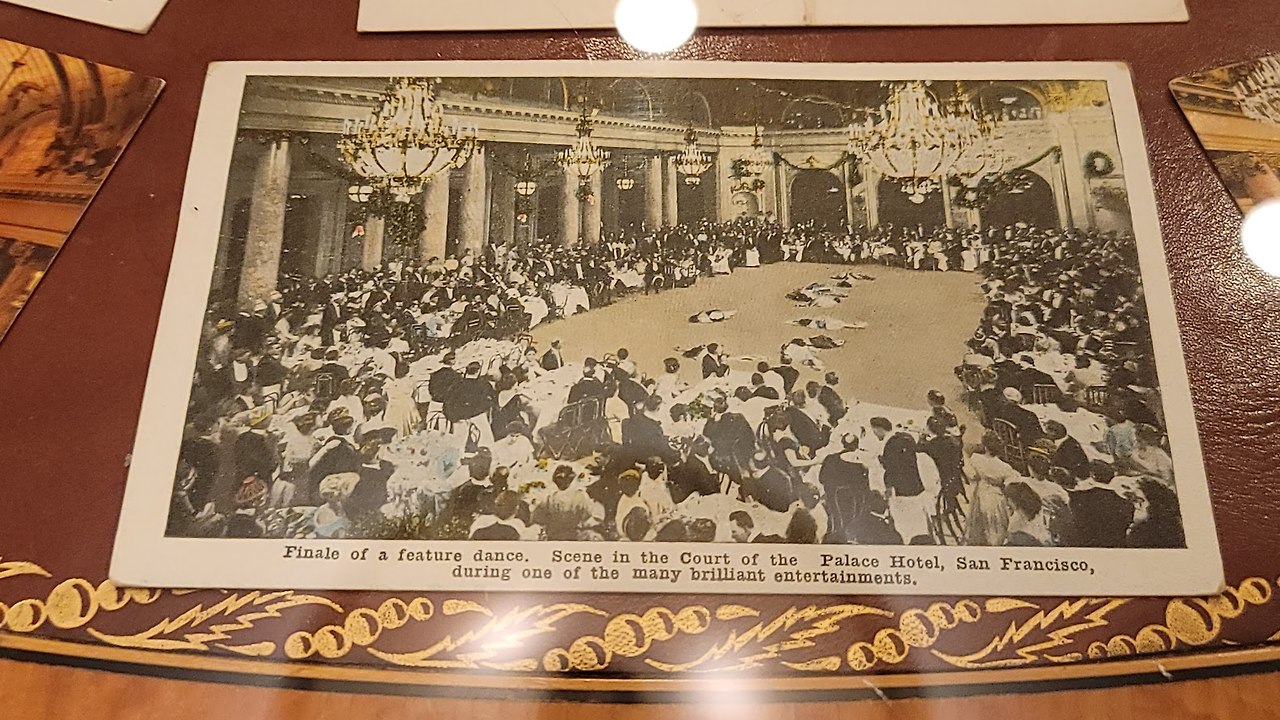 Finale of a feature dance. Scene in the Court of the Palace Hotel, San Francisco,
during one of the many brilliant entertainments.